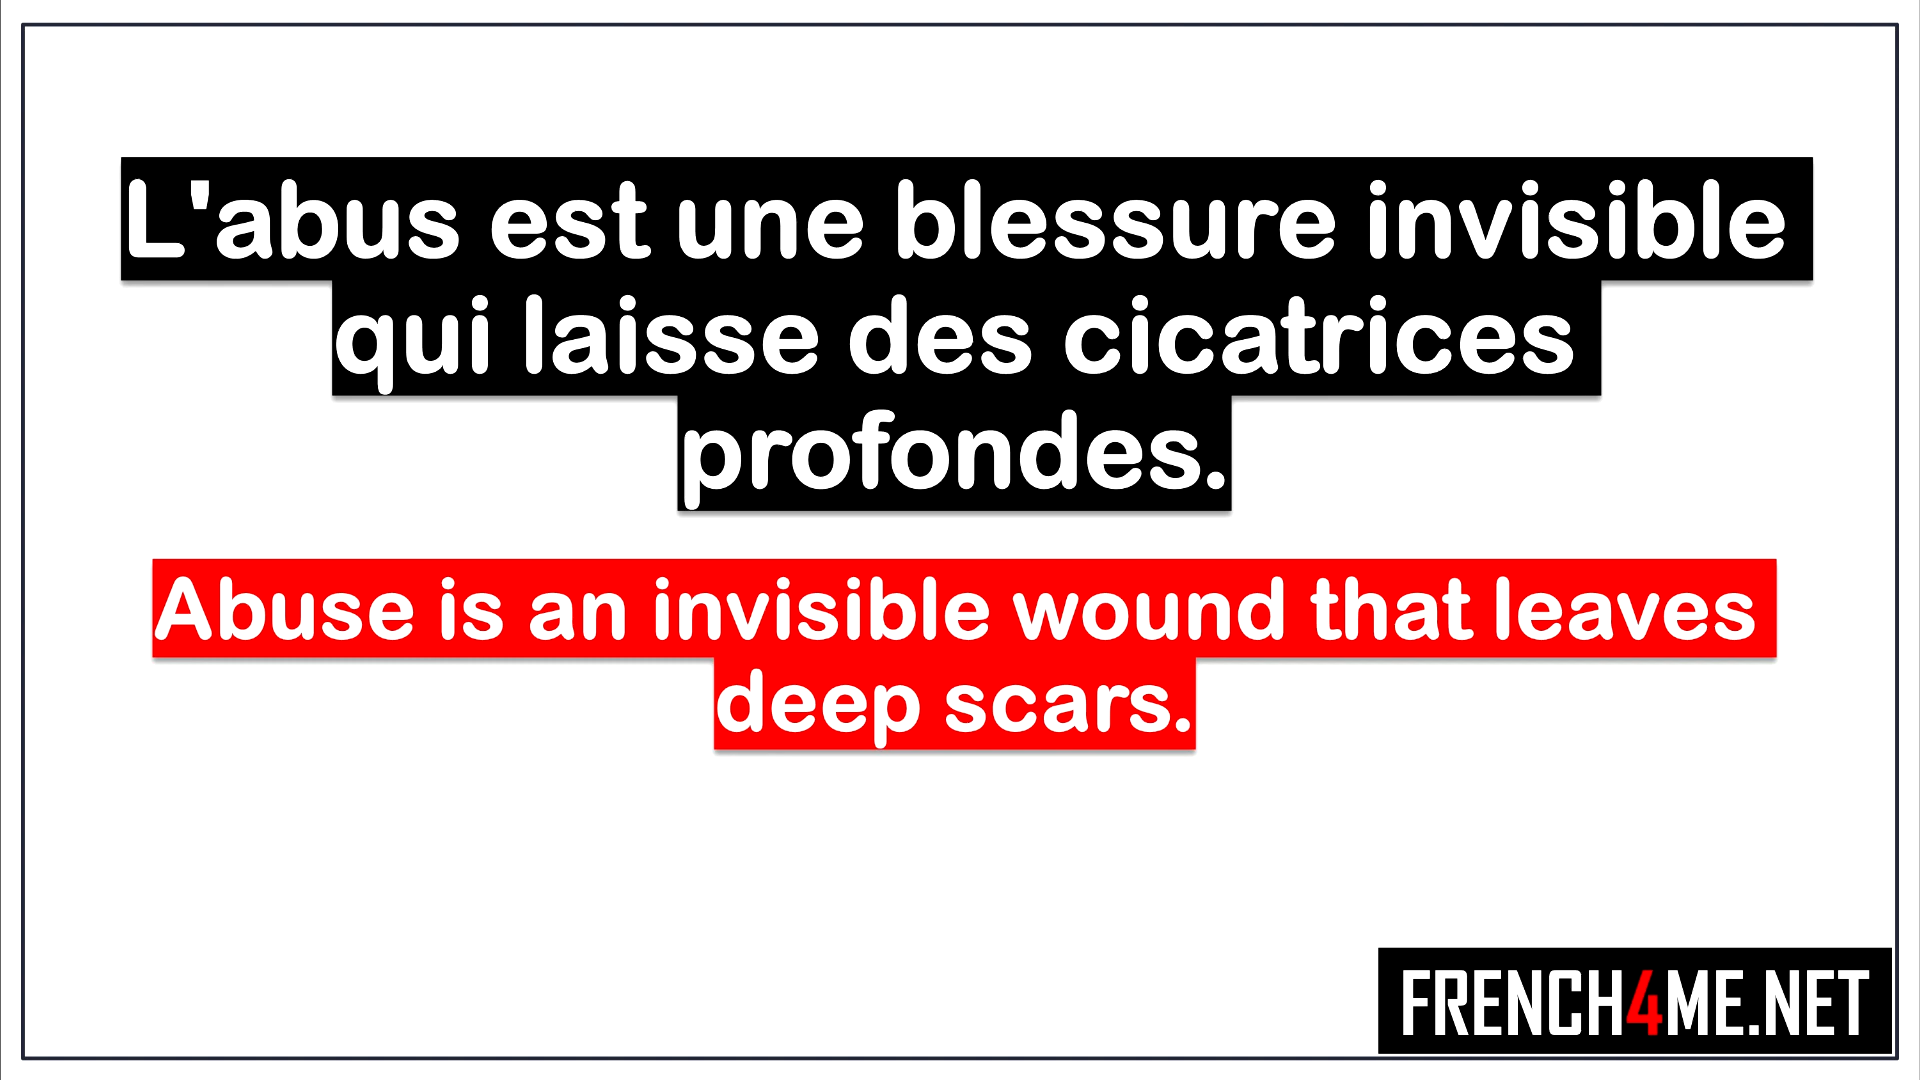 L'abus est une blessure invisible
qui laisse des cicatrices
profondes.
Abuse is an invisible wound that leaves
deep scars.
FRENCH4ME.NET